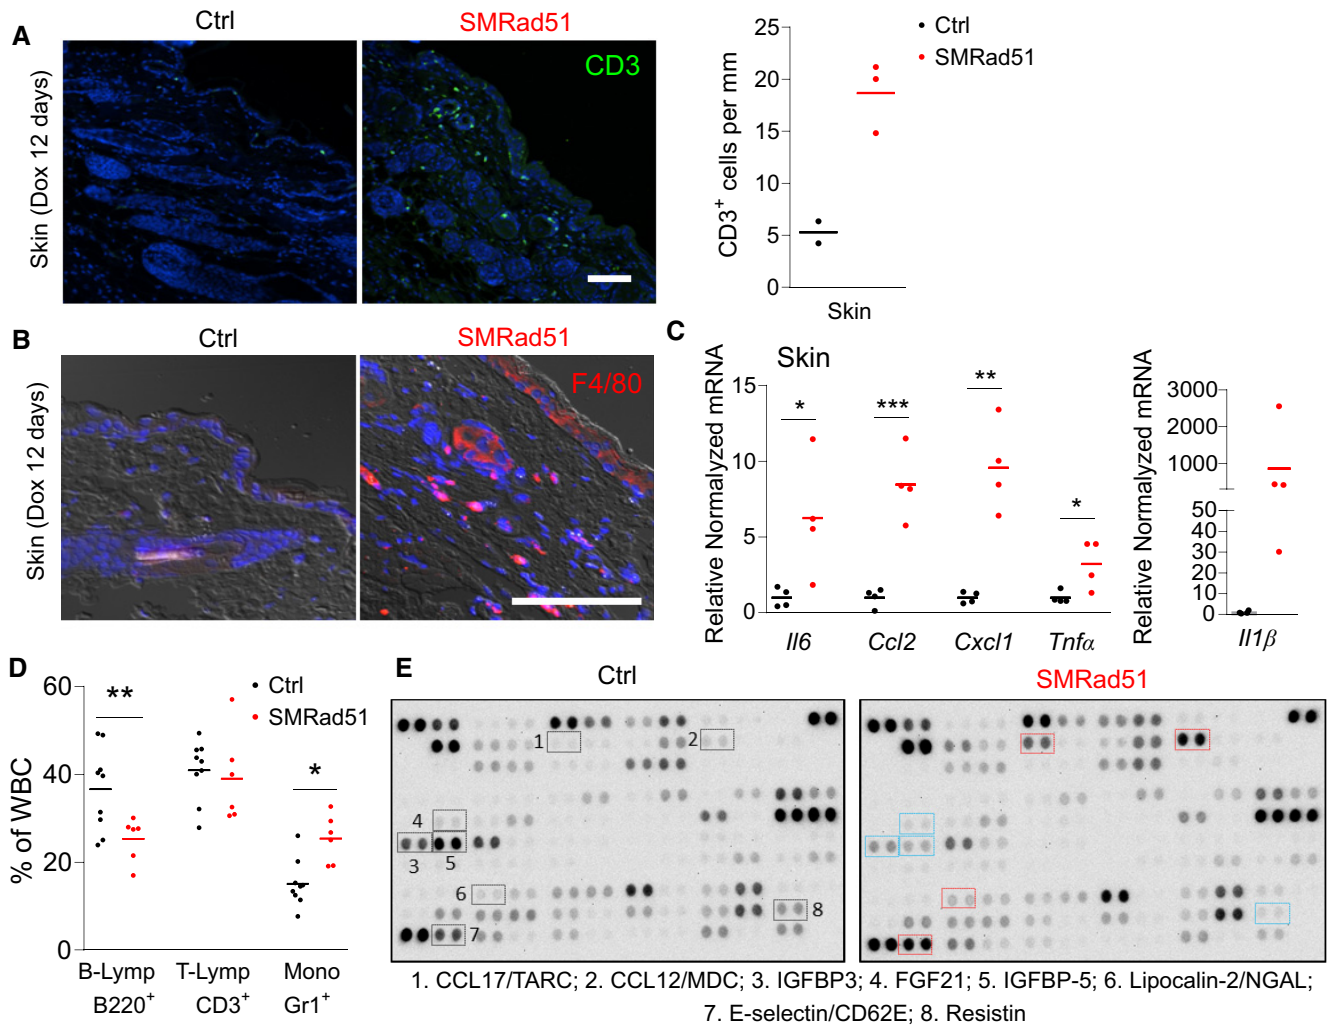 A
Ctrl
SMRad51
Skin (Dox 12 days)
CD3
CD3+ cells per mm
25
20
15
10
5
0
Skin
Ctrl
SMRad51
B
Ctrl
SMRad51
Skin (Dox 12 days)
F4/80
C
Skin
Relative Normalized mRNA
15
10
5
0
*
***
**
*
Il6
Ccl2
Cxcl1
Tnfα
Relative Normalized mRNA
3000
2000
1000
50
40
30
20
10
0
Il1β
D
% of WBC
60
40
20
0
**
*
Ctrl
SMRad51
B-Lymp
B220+
T-Lymp
CD3+
Mono
Gr1+
E
Ctrl
SMRad51
1
2
4
3
5
6
8
7
1. CCL17/TARC; 2. CCL12/MDC; 3. IGFBP3; 4. FGF21; 5. IGFBP-5; 6. Lipocalin-2/NGAL;
7. E-selectin/CD62E; 8. Resistin